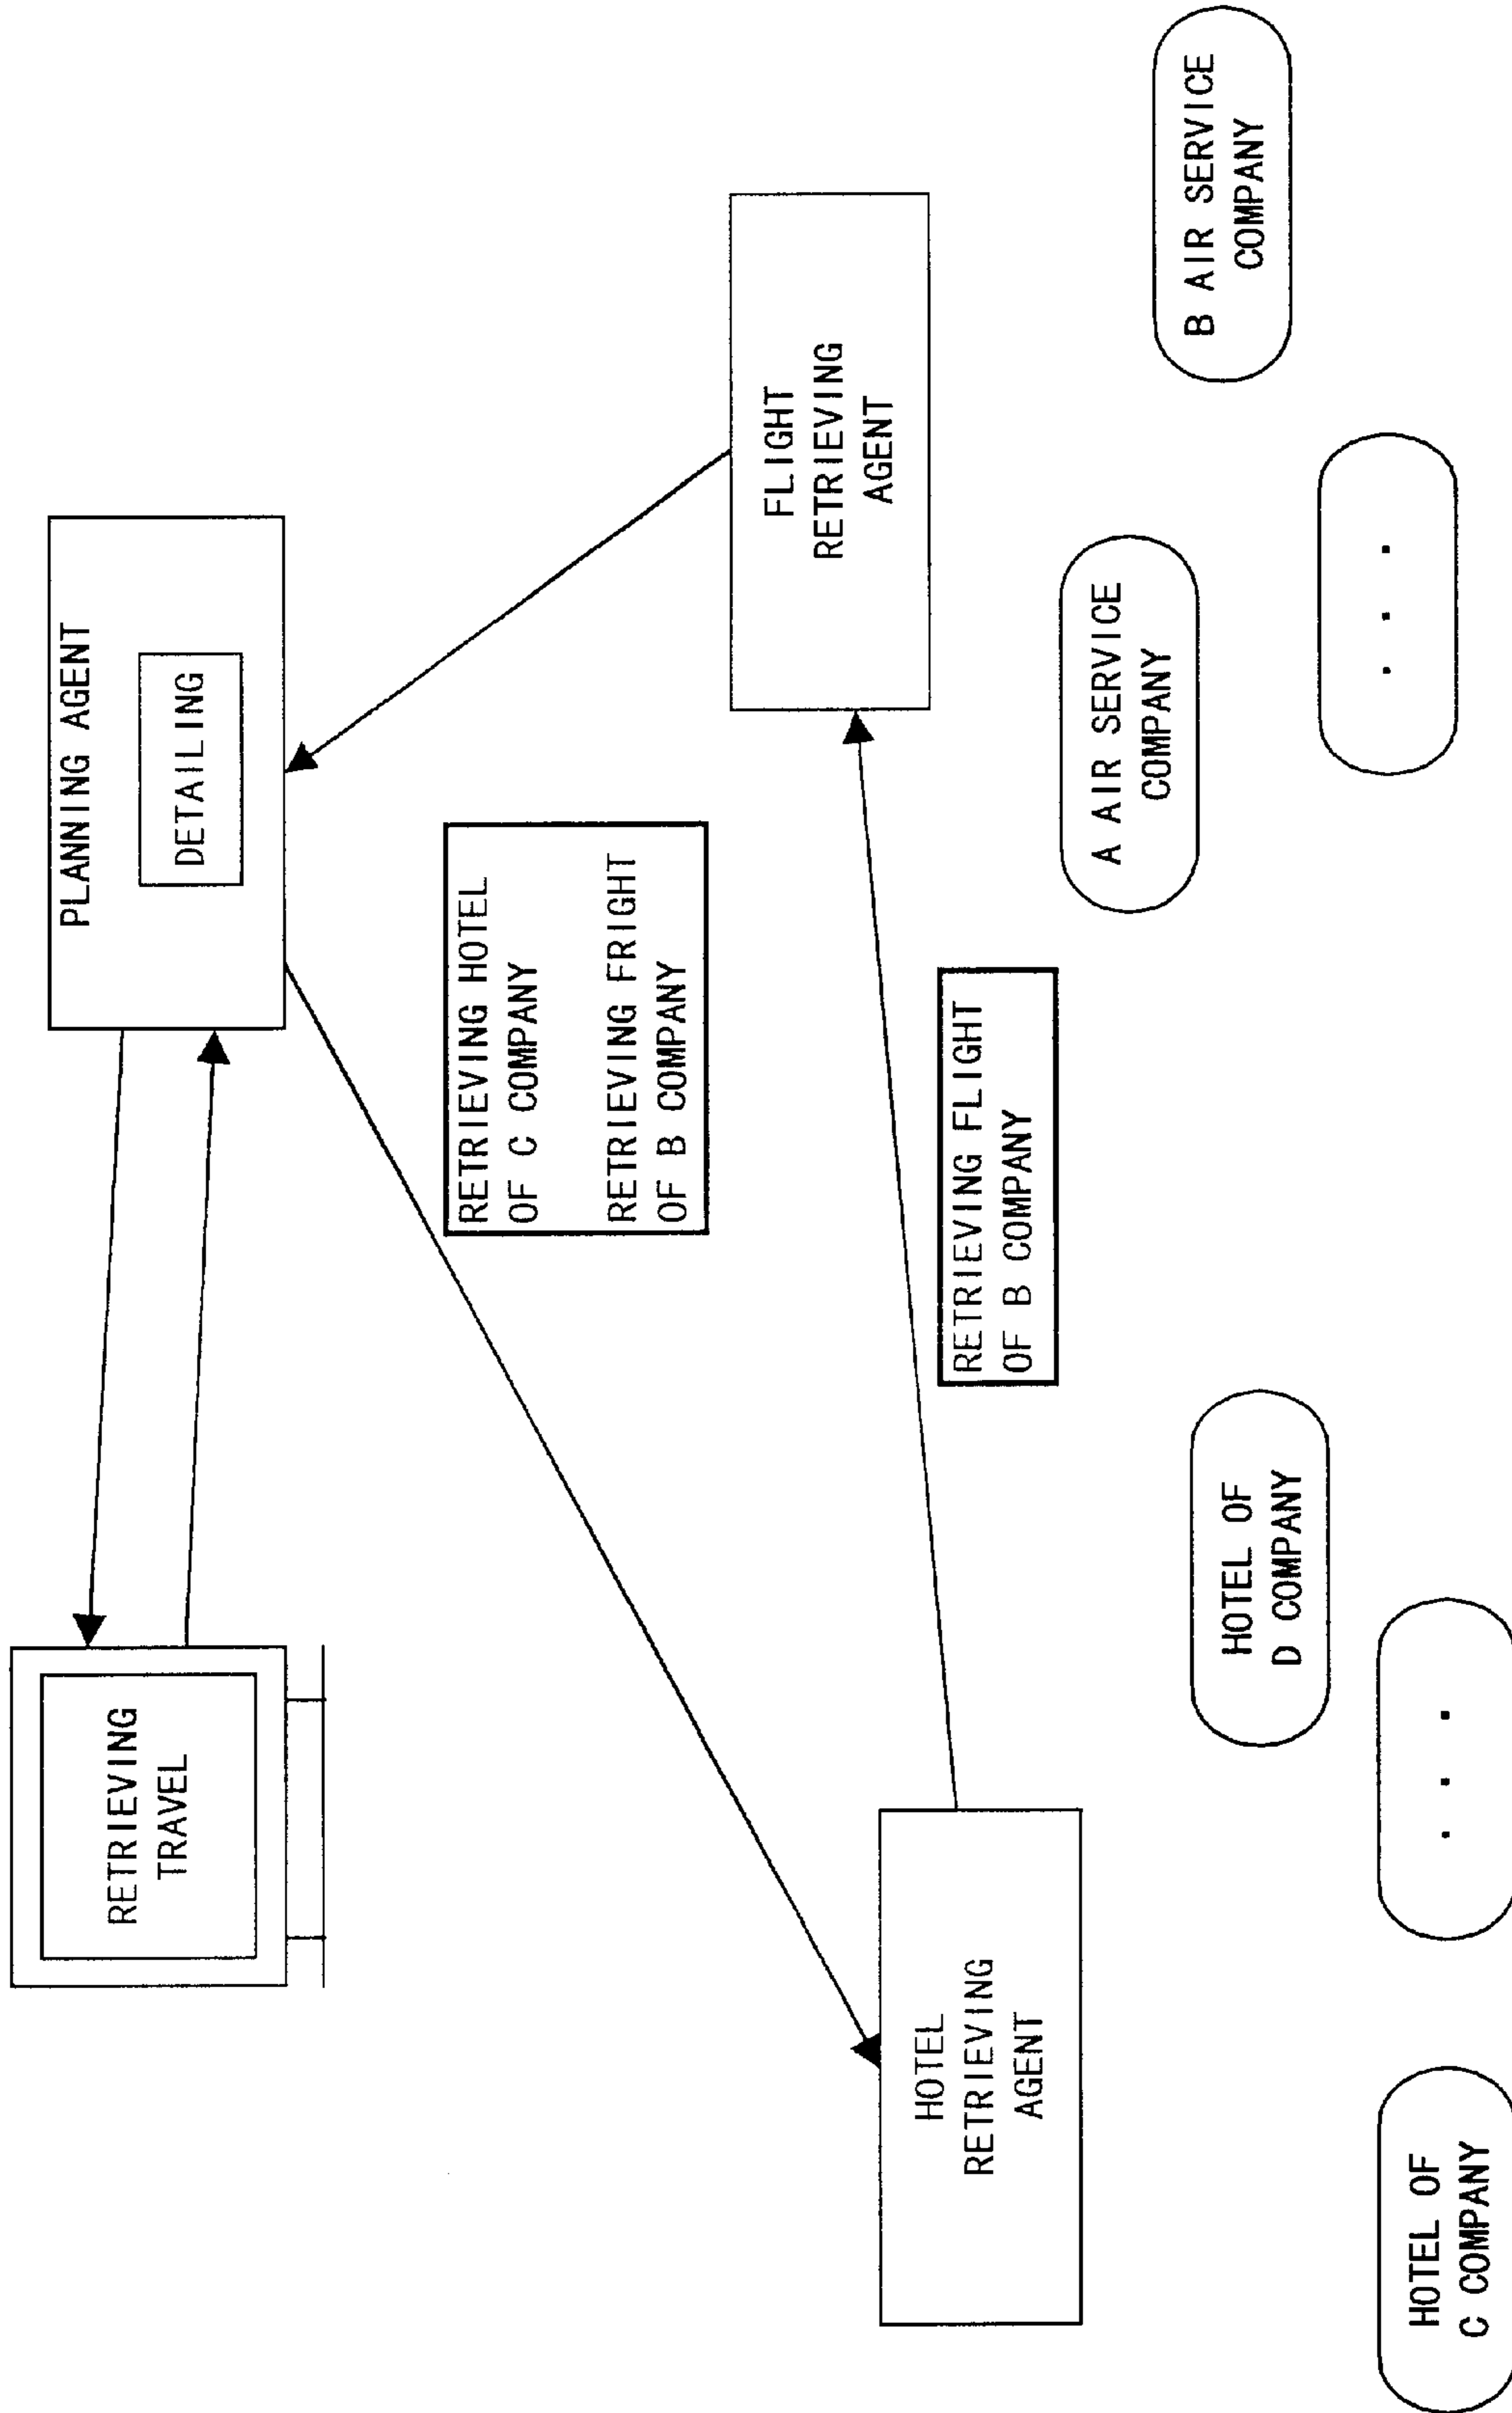 RETRIEVING
TRAVEL
PLANNING AGENT
DETAILING
RETRIEVING HOTEL
OF C COMPANY
RETRIEVING FRIGHT
OF B COMPANY
HOTEL
RETRIEVING
AGENT
RETRIEVING FLIGHT
OF B COMPANY
FLIGHT
RETRIEVING
AGENT
HOTEL OF
C COMPANY
. . .
HOTEL OF
D COMPANY
A AIR SERVICE
COMPANY
. . .
B AIR SERVICE
COMPANY